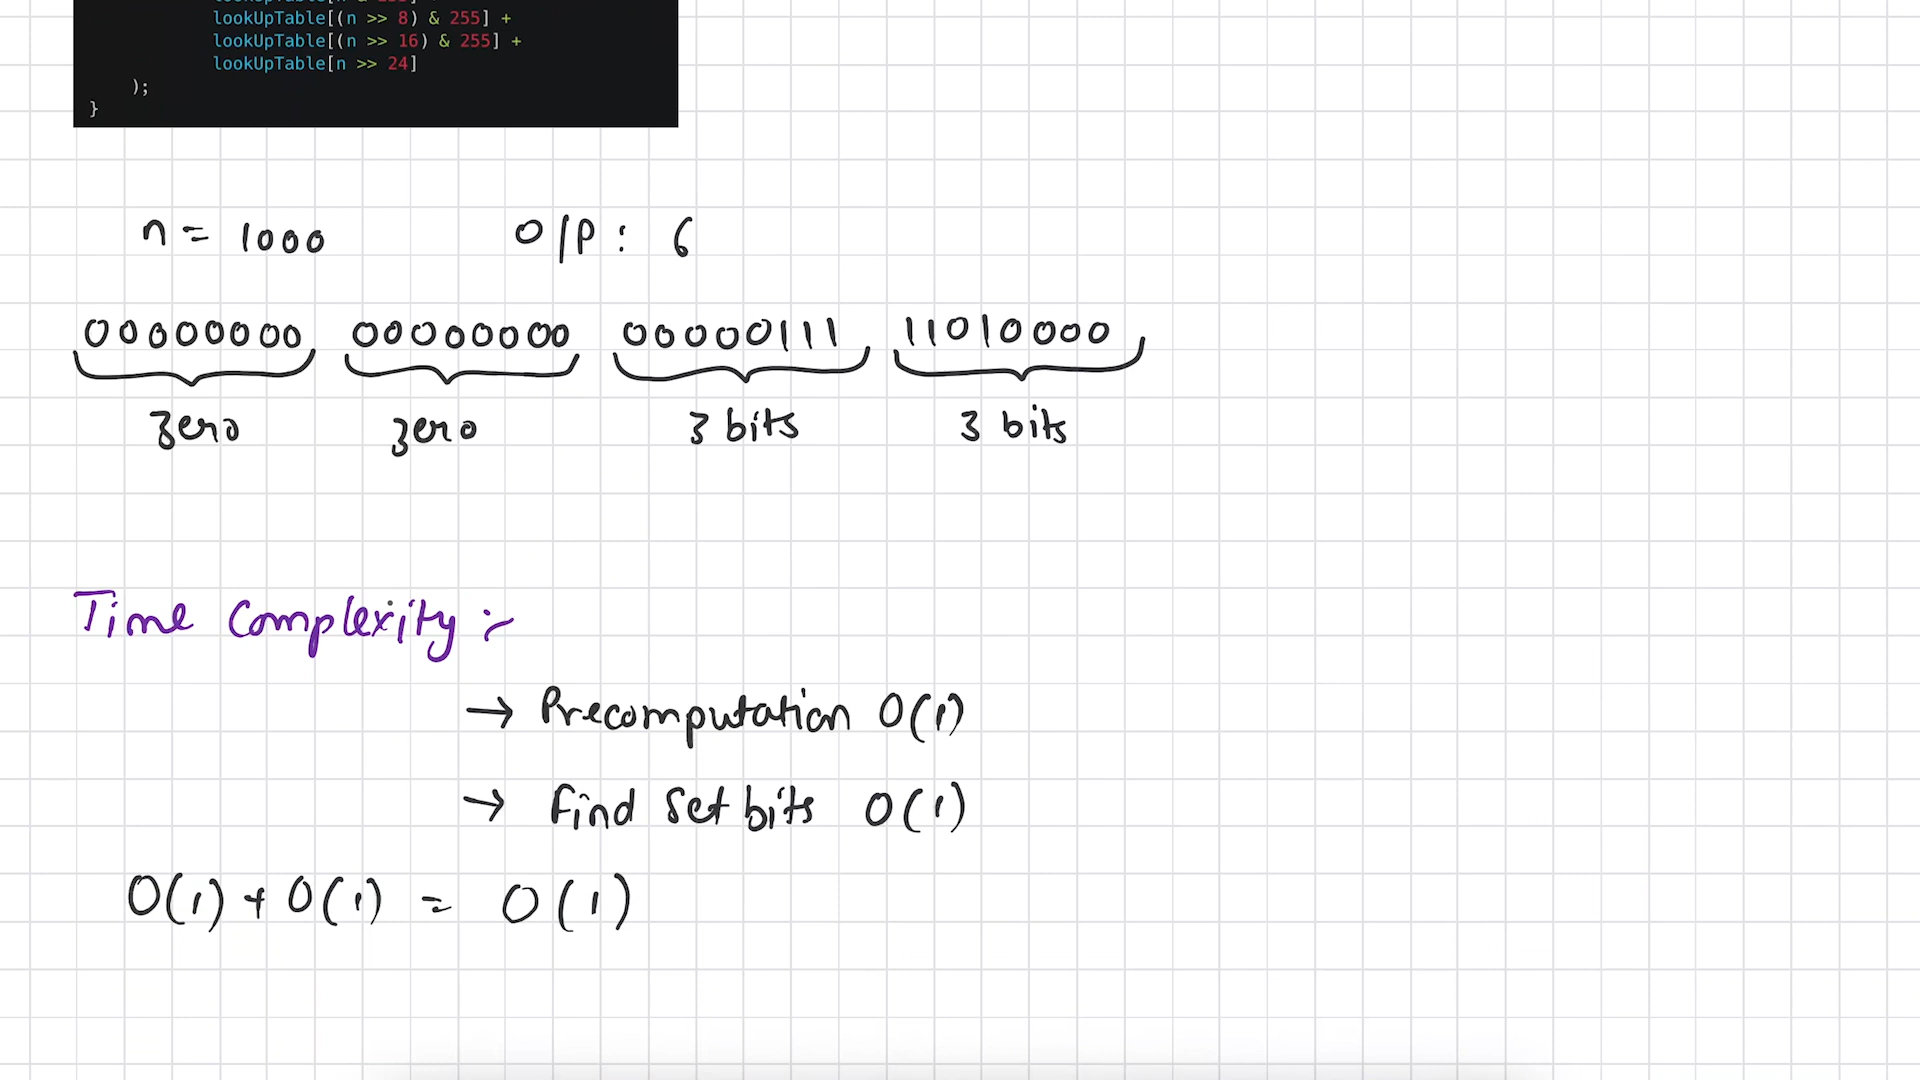 lookUpTable[(n >> 8) & 255] +
lookUpTable[(n >> 16) & 255] +
lookUpTable[n >> 24]
);
}
n = 1000 O/P : 6
00000000 00000000 00000111 11010000
zero zero 3 bits 3 bits
Time Complexity :-
→ Precomputation O(1)
→ Find Set bits O(1)
O(1) + O(1) = O(1)